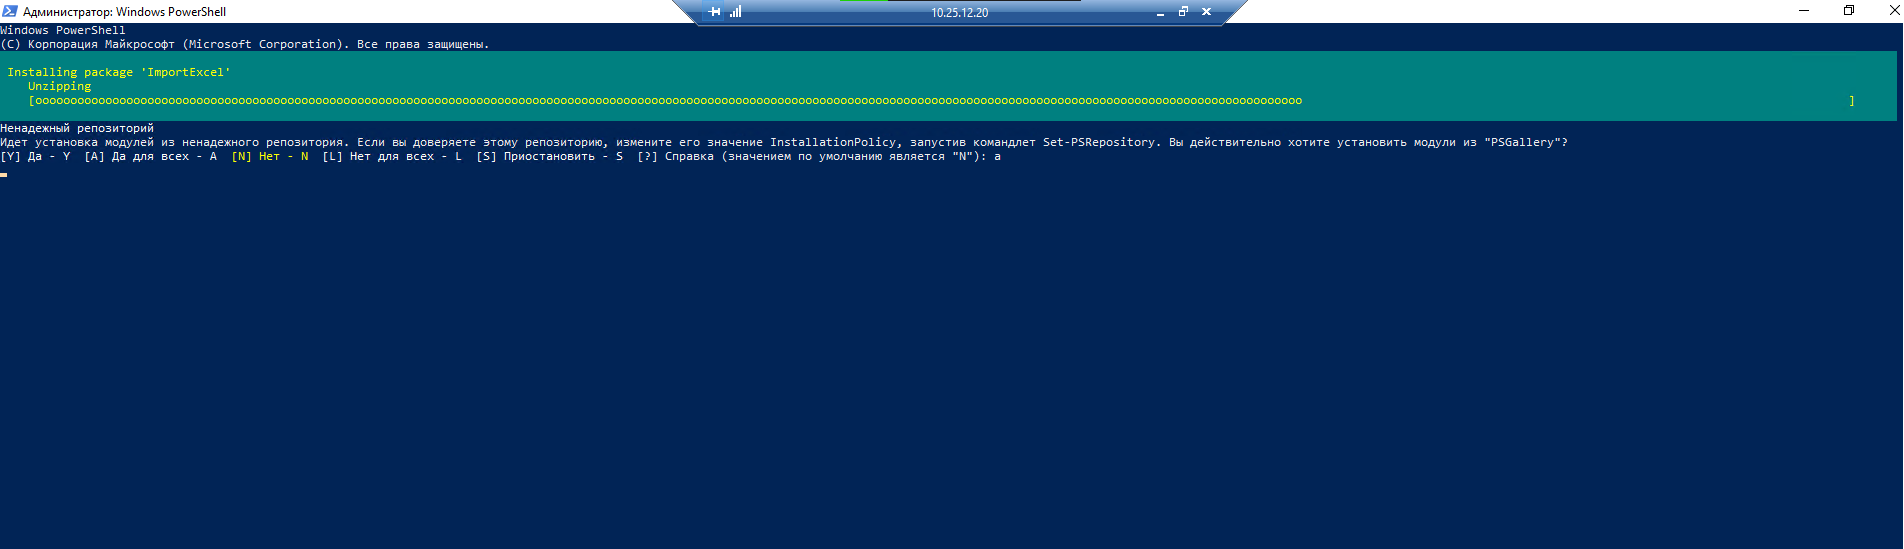 Администратор: Windows PowerShell
10.25.12.20
Windows PowerShell
(C) Корпорация Майкрософт (Microsoft Corporation). Все права защищены.
Installing package 'ImportExcel'
Unzipping
[ooooooooooooooooooooooooooooooooooooooooooooooooooooooooooooooooooooooooooooooooooooooooooooooooooooooooooooooooooooooooooooooooooooooooooooooooooooooooooooooooooooooooooooooooooooo ]
Ненадежный репозиторий
Идет установка модулей из ненадежного репозитория. Если вы доверяете этому репозиторию, измените его значение InstallationPolicy, запустив командлет Set-PSRepository. Вы действительно хотите установить модули из "PSGallery"?
[Y] Да - Y  [A] Да для всех - A  [N] Нет - N  [L] Нет для всех - L  [S] Приостановить - S  [?] Справка (значением по умолчанию является "N"): a